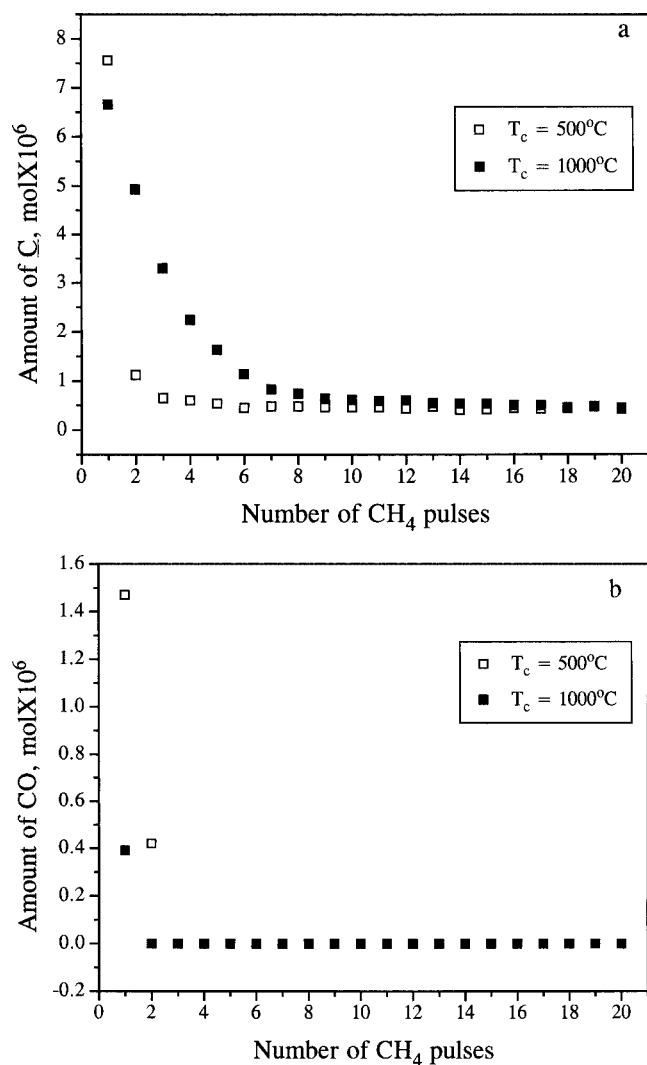 a
8
7
6
5
4
3
2
1
0
Amount of C, molX10⁶
T_c = 500°C
T_c = 1000°C
0 2 4 6 8 10 12 14 16 18 20
Number of CH₄ pulses
b
1.6
1.4
1.2
1.0
0.8
0.6
0.4
0.2
0.0
-0.2
Amount of CO, molX10⁶
T_c = 500°C
T_c = 1000°C
0 2 4 6 8 10 12 14 16 18 20
Number of CH₄ pulses